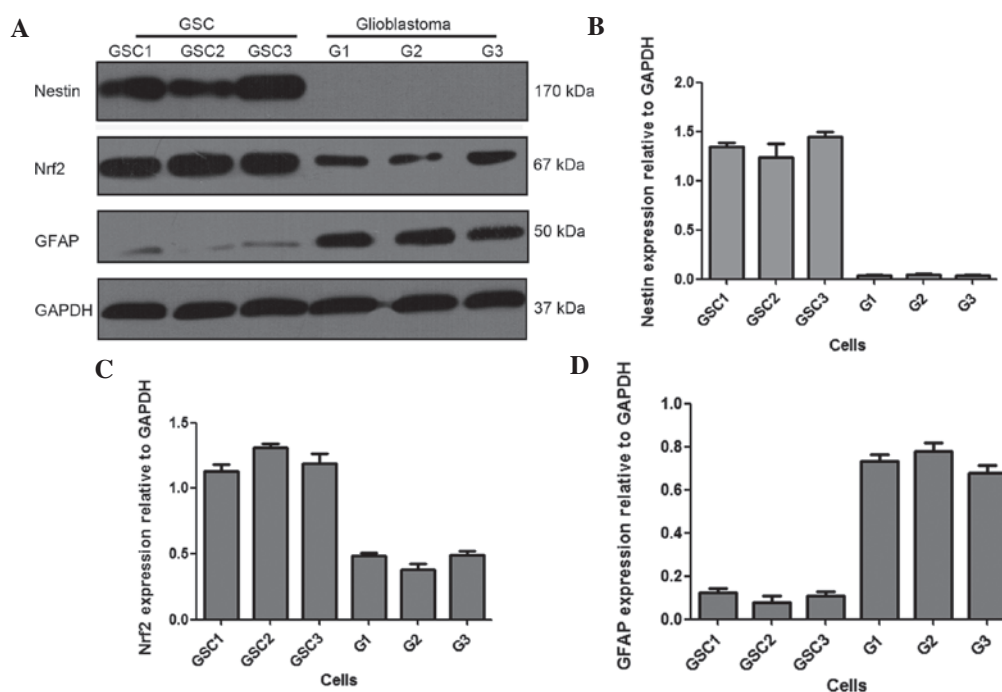 A
GSC Glioblastoma
GSC1 GSC2 GSC3 G1 G2 G3
Nestin 170 kDa
Nrf2 67 kDa
GFAP 50 kDa
GAPDH 37 kDa
B
Nestin expression relative to GAPDH
2.0
1.5
1.0
0.5
0.0
GSC1 GSC2 GSC3 G1 G2 G3
Cells
C
Nrf2 expression relative to GAPDH
1.5
1.0
0.5
0.0
GSC1 GSC2 GSC3 G1 G2 G3
Cells
D
GFAP expression relative to GAPDH
1.0
0.8
0.6
0.4
0.2
0.0
GSC1 GSC2 GSC3 G1 G2 G3
Cells